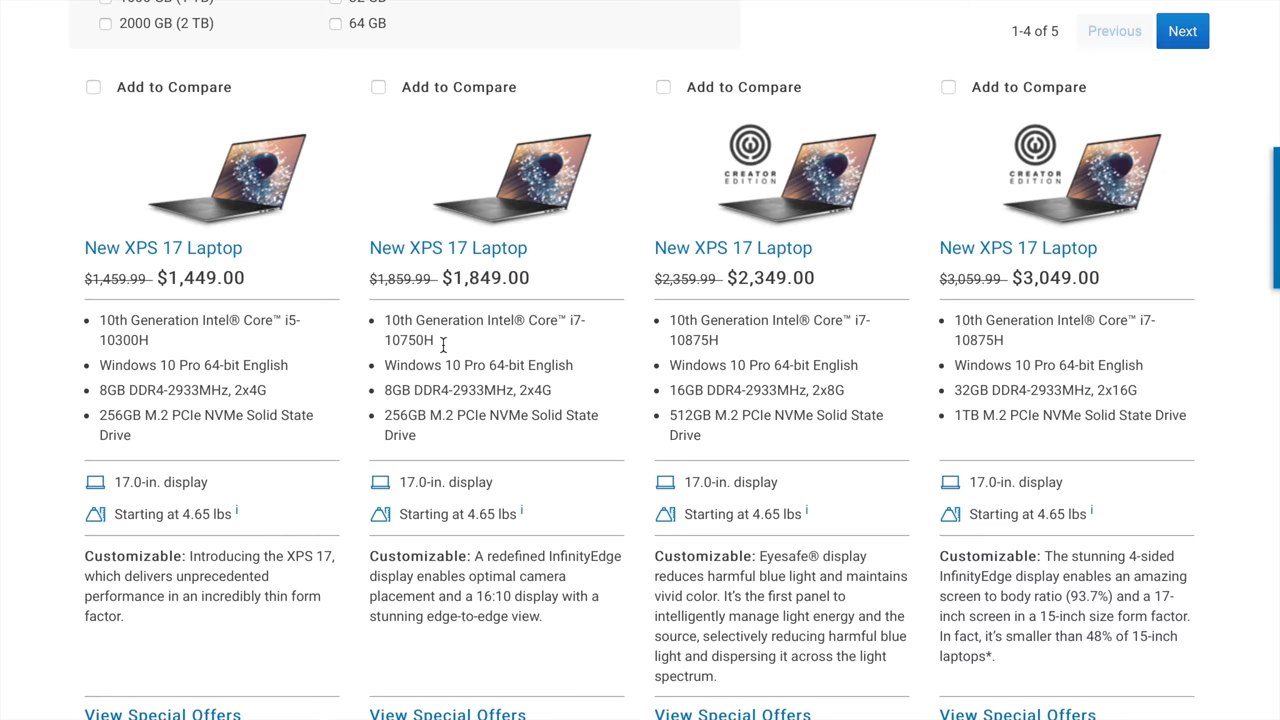 2000 GB (2 TB)
64 GB
1-4 of 5
Previous
Next
Add to Compare
Add to Compare
Add to Compare
Add to Compare
CREATOR
EDITION
CREATOR
EDITION
New XPS 17 Laptop
$1,459.99 $1,449.00
10th Generation Intel® Core™ i5-
10300H
Windows 10 Pro 64-bit English
8GB DDR4-2933MHz, 2x4G
256GB M.2 PCIe NVMe Solid State
Drive
17.0-in. display
Starting at 4.65 lbs i
Customizable: Introducing the XPS 17,
which delivers unprecedented
performance in an incredibly thin form
factor.
View Special Offers
New XPS 17 Laptop
$1,859.99 $1,849.00
10th Generation Intel® Core™ i7-
10750H
Windows 10 Pro 64-bit English
8GB DDR4-2933MHz, 2x4G
256GB M.2 PCIe NVMe Solid State
Drive
17.0-in. display
Starting at 4.65 lbs i
Customizable: A redefined InfinityEdge
display enables optimal camera
placement and a 16:10 display with a
stunning edge-to-edge view.
View Special Offers
New XPS 17 Laptop
$2,359.99 $2,349.00
10th Generation Intel® Core™ i7-
10875H
Windows 10 Pro 64-bit English
16GB DDR4-2933MHz, 2x8G
512GB M.2 PCIe NVMe Solid State
Drive
17.0-in. display
Starting at 4.65 lbs i
Customizable: Eyesafe® display
reduces harmful blue light and maintains
vivid color. It's the first panel to
intelligently manage light energy and the
source, selectively reducing harmful blue
light and dispersing it across the light
spectrum.
View Special Offers
New XPS 17 Laptop
$3,059.99 $3,049.00
10th Generation Intel® Core™ i7-
10875H
Windows 10 Pro 64-bit English
32GB DDR4-2933MHz, 2x16G
1TB M.2 PCIe NVMe Solid State Drive
17.0-in. display
Starting at 4.65 lbs i
Customizable: The stunning 4-sided
InfinityEdge display enables an amazing
screen to body ratio (93.7%) and a 17-
inch screen in a 15-inch size form factor.
In fact, it's smaller than 48% of 15-inch
laptops*.
View Special Offers